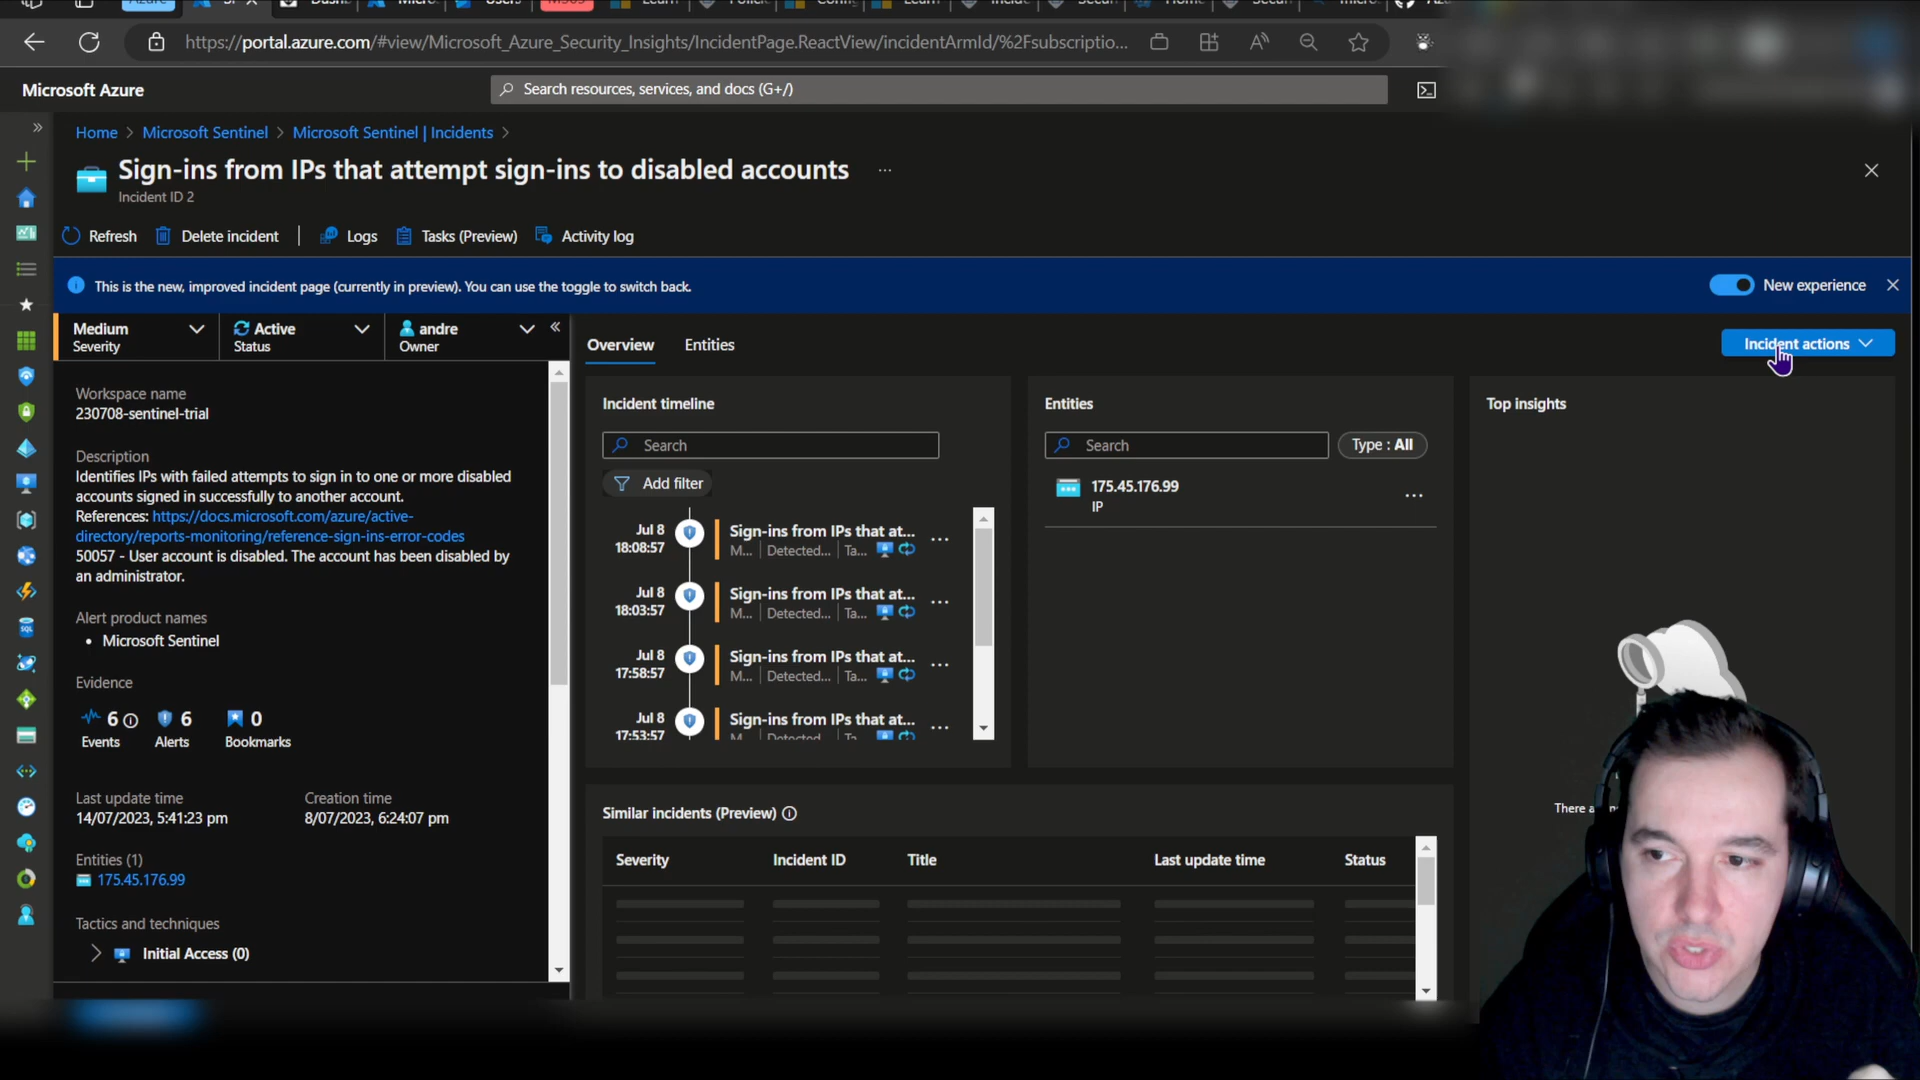 Azure
M365
https://portal.azure.com/#view/Microsoft_Azure_Security_Insights/IncidentPage.ReactView/incidentArmId/%2Fsubscriptio...
Microsoft Azure
Search resources, services, and docs (G+/)
Home > Microsoft Sentinel > Microsoft Sentinel | Incidents >
Sign-ins from IPs that attempt sign-ins to disabled accounts ...
Incident ID 2
Refresh Delete incident Logs Tasks (Preview) Activity log
This is the new, improved incident page (currently in preview). You can use the toggle to switch back.
New experience
Medium
Severity
Active
Status
andre
Owner
Overview Entities
Incident actions
Workspace name
230708-sentinel-trial
Description
Identifies IPs with failed attempts to sign in to one or more disabled
accounts signed in successfully to another account.
References: https://docs.microsoft.com/azure/active-
directory/reports-monitoring/reference-sign-ins-error-codes
50057 - User account is disabled. The account has been disabled by
an administrator.
Alert product names
• Microsoft Sentinel
Evidence
6 6 0
Events Alerts Bookmarks
Last update time
14/07/2023, 5:41:23 pm
Creation time
8/07/2023, 6:24:07 pm
Entities (1)
175.45.176.99
Tactics and techniques
Initial Access (0)
Incident timeline
Search
Add filter
Jul 8
18:08:57
Sign-ins from IPs that at...
M... | Detected... | Ta...
Jul 8
18:03:57
Sign-ins from IPs that at...
M... | Detected... | Ta...
Jul 8
17:58:57
Sign-ins from IPs that at...
M... | Detected... | Ta...
Jul 8
17:53:57
Sign-ins from IPs that at...
M... | Detected... | Ta...
Entities
Search
Type : All
175.45.176.99
IP
Top insights
There a
Similar incidents (Preview)
Severity Incident ID Title Last update time Status